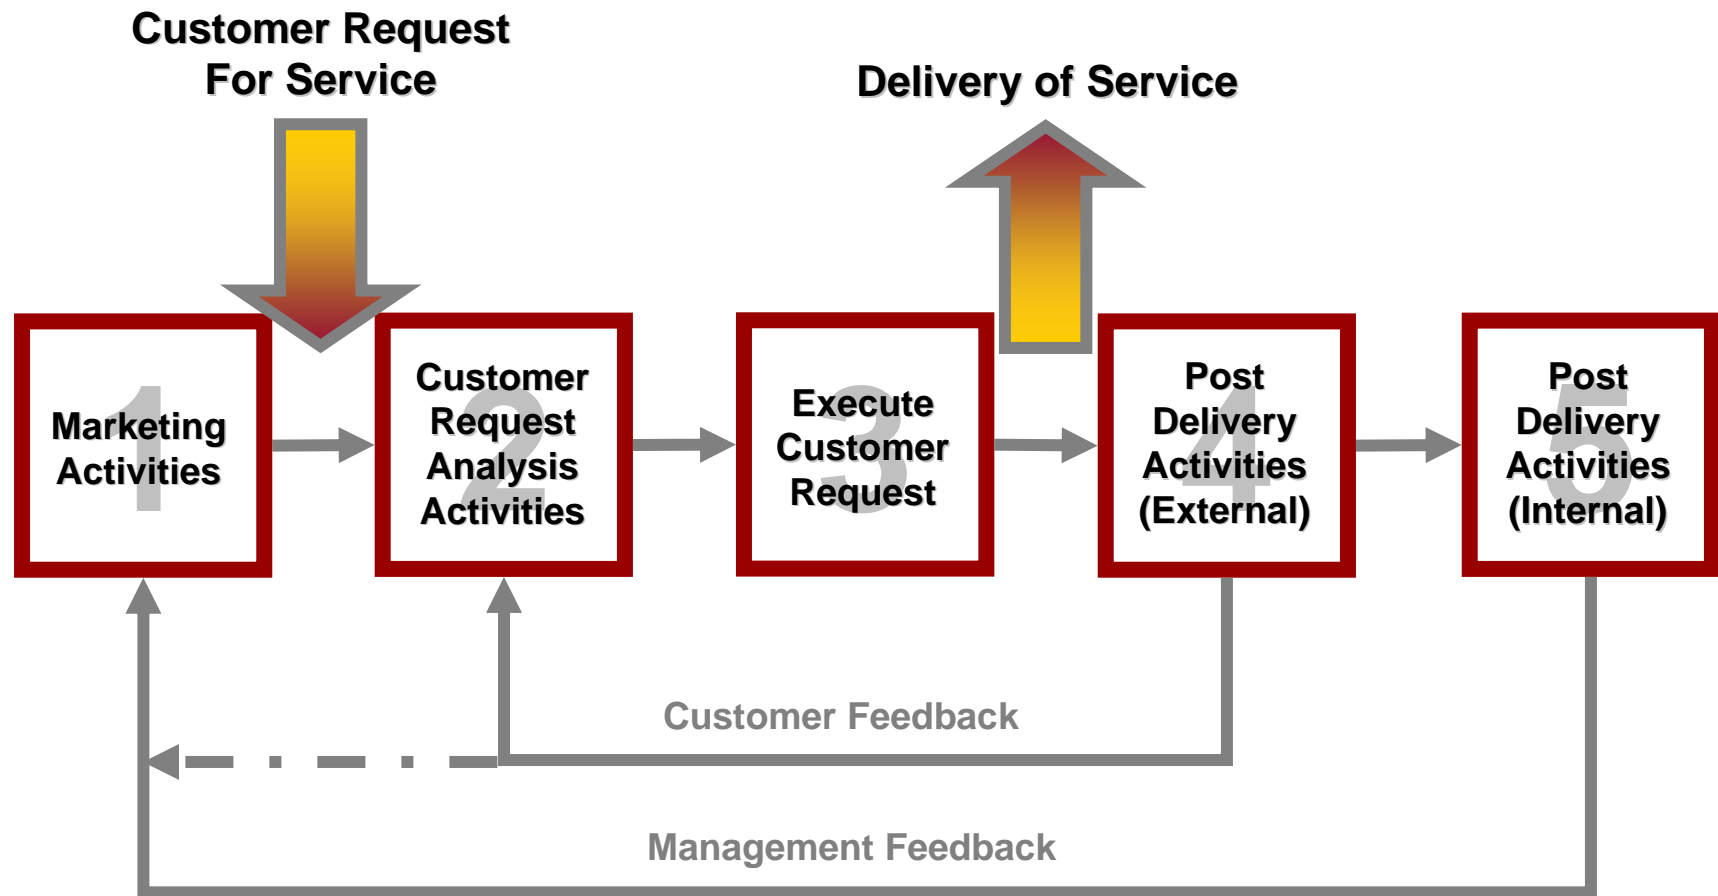 Customer Request
For Service
Delivery of Service
1
Marketing
Activities
2
Customer
Request
Analysis
Activities
3
Execute
Customer
Request
4
Post
Delivery
Activities
(External)
5
Post
Delivery
Activities
(Internal)
Customer Feedback
Management Feedback